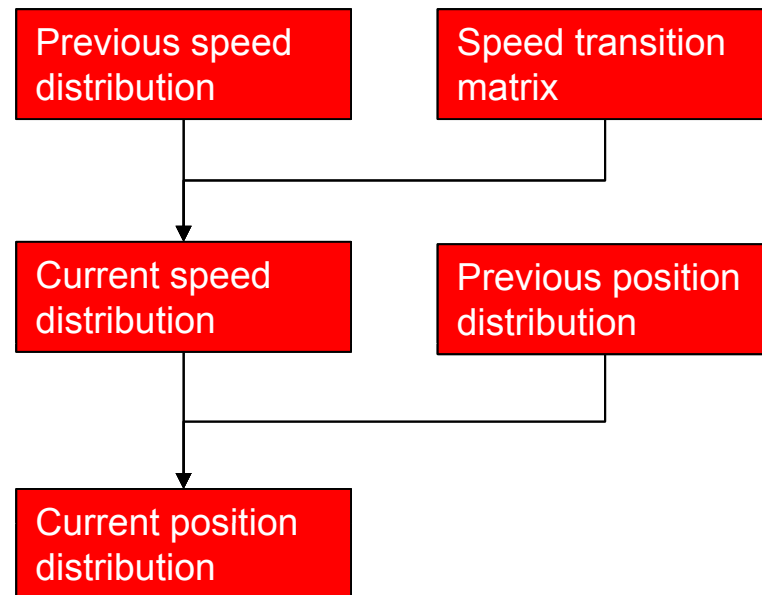 Previous speed
distribution
Speed transition
matrix
Current speed
distribution
Previous position
distribution
Current position
distribution